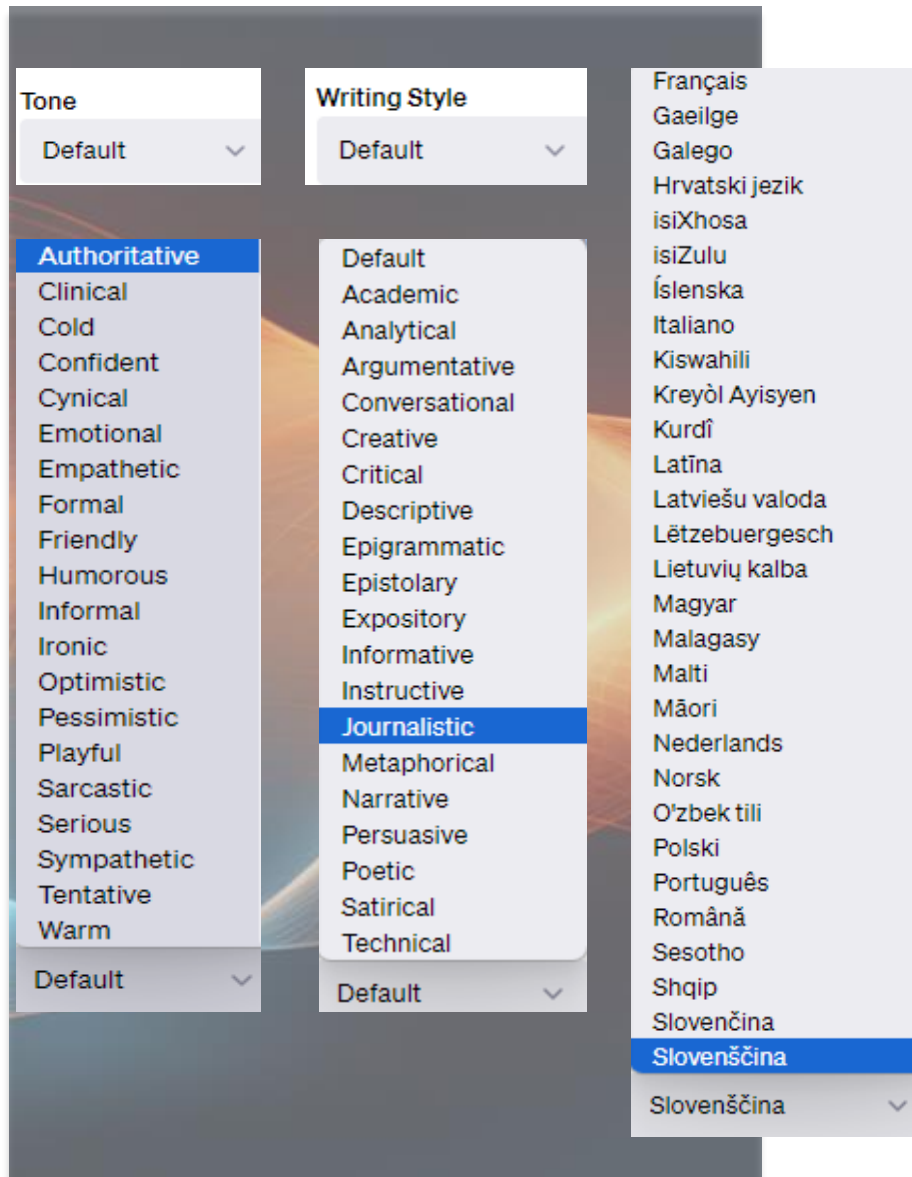 Tone
Default
Authoritative
Clinical
Cold
Confident
Cynical
Emotional
Empathetic
Formal
Friendly
Humorous
Informal
Ironic
Optimistic
Pessimistic
Playful
Sarcastic
Serious
Sympathetic
Tentative
Warm
Default
Writing Style
Default
Default
Academic
Analytical
Argumentative
Conversational
Creative
Critical
Descriptive
Epigrammatic
Epistolary
Expository
Informative
Instructive
Journalistic
Metaphorical
Narrative
Persuasive
Poetic
Satirical
Technical
Default
Français
Gaeilge
Galego
Hrvatski jezik
isiXhosa
isiZulu
Íslenska
Italiano
Kiswahili
Kreyòl Ayisyen
Kurdî
Latīna
Latviešu valoda
Lëtzebuergesch
Lietuvių kalba
Magyar
Malagasy
Malti
Māori
Nederlands
Norsk
O'zbek tili
Polski
Português
Română
Sesotho
Shqip
Slovenčina
Slovenščina
Slovenščina